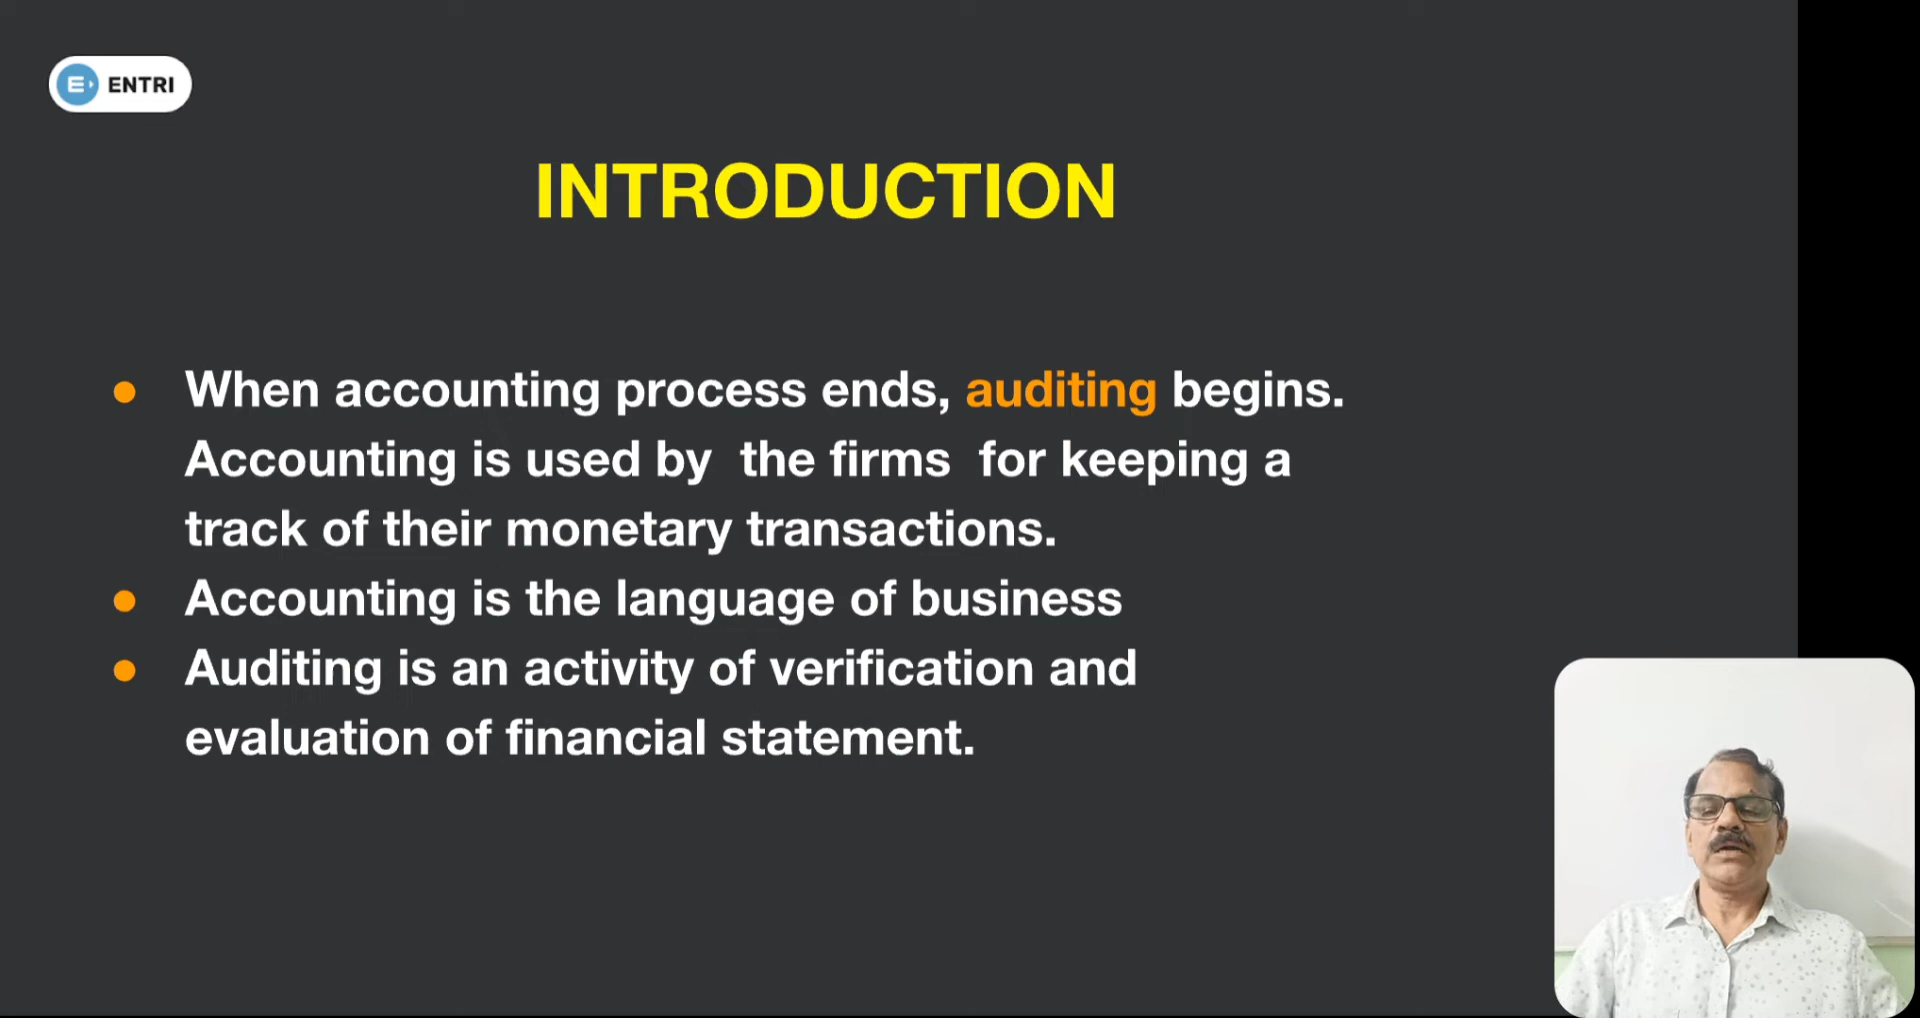 ENTRI
INTRODUCTION
● When accounting process ends, auditing begins.
Accounting is used by the firms for keeping a
track of their monetary transactions.
● Accounting is the language of business
● Auditing is an activity of verification and
evaluation of financial statement.